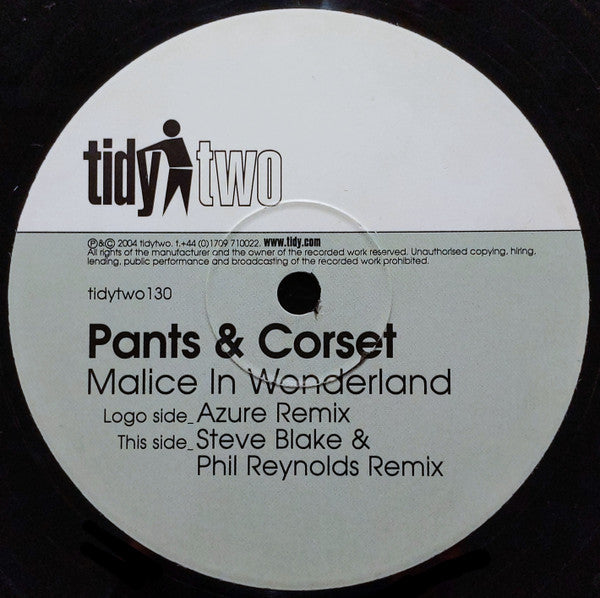 tidy two
℗&© 2004 tidytwo. t.+44 (0)1709 710022. www.tidy.com
All rights of the manufacturer and the owner of the recorded work reserved. Unauthorised copying, hiring,
lending, public performance and broadcasting of the recorded work prohibited.
tidytwo130
Pants & Corset
Malice In Wonderland
Logo side_Azure Remix
This side_Steve Blake &
Phil Reynolds Remix